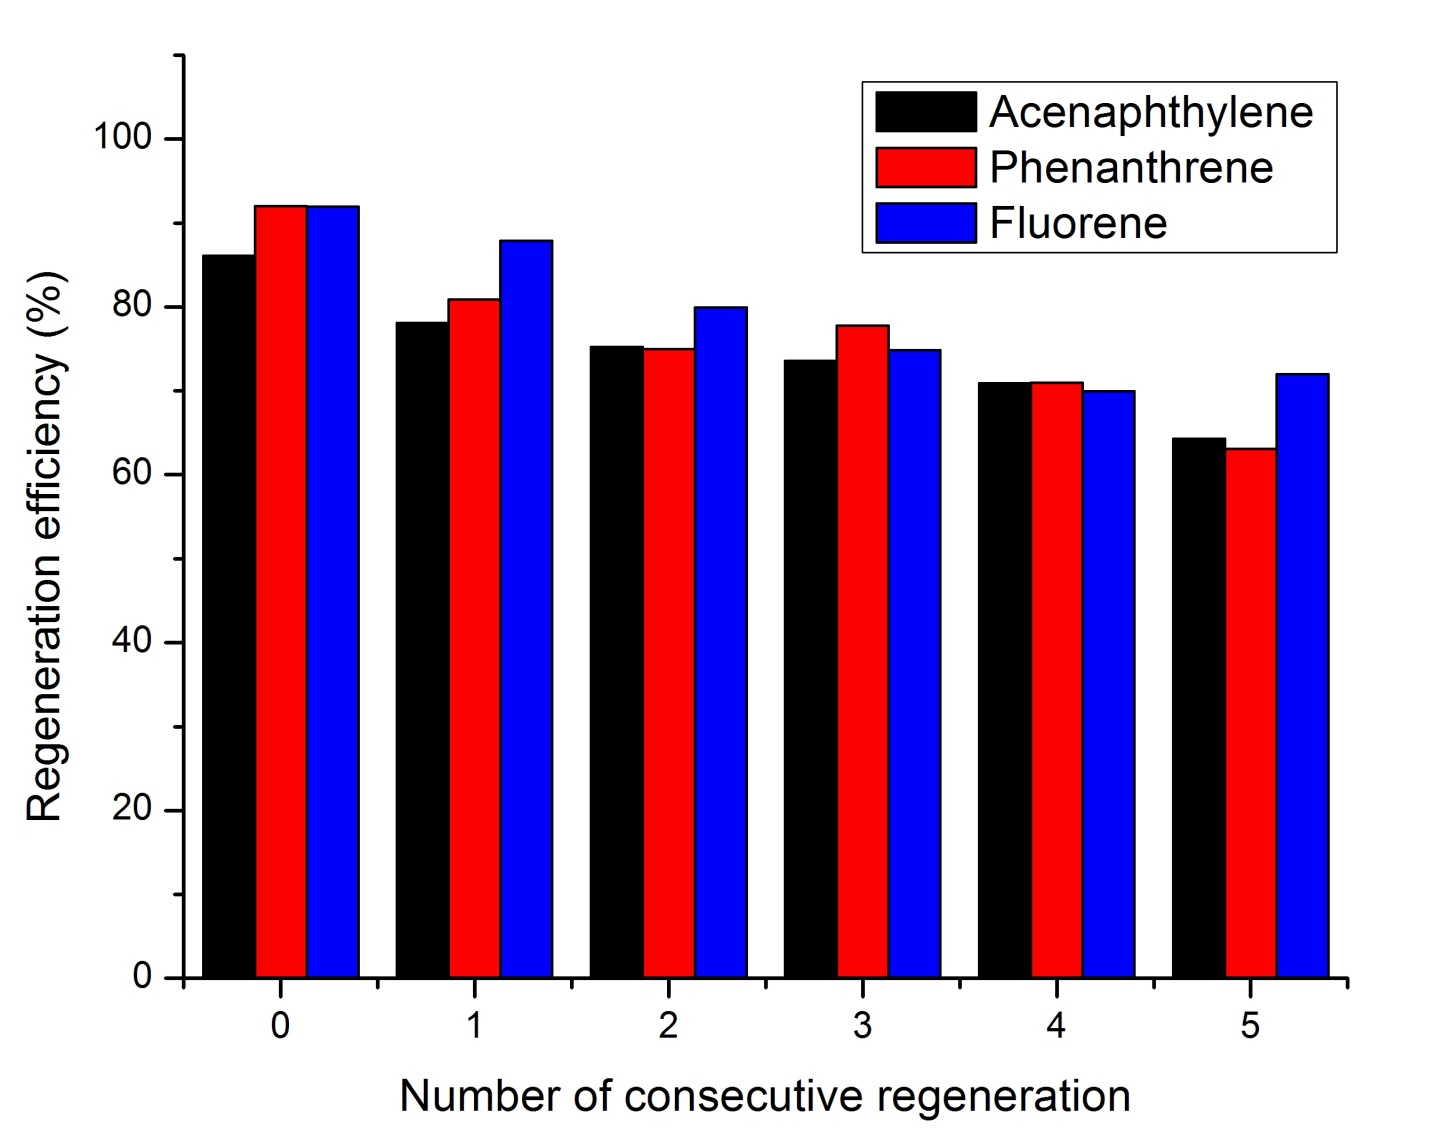 Acenaphthylene
Phenanthrene
Fluorene
Regeneration efficiency (%)
100
80
60
40
20
0
0 1 2 3 4 5
Number of consecutive regeneration